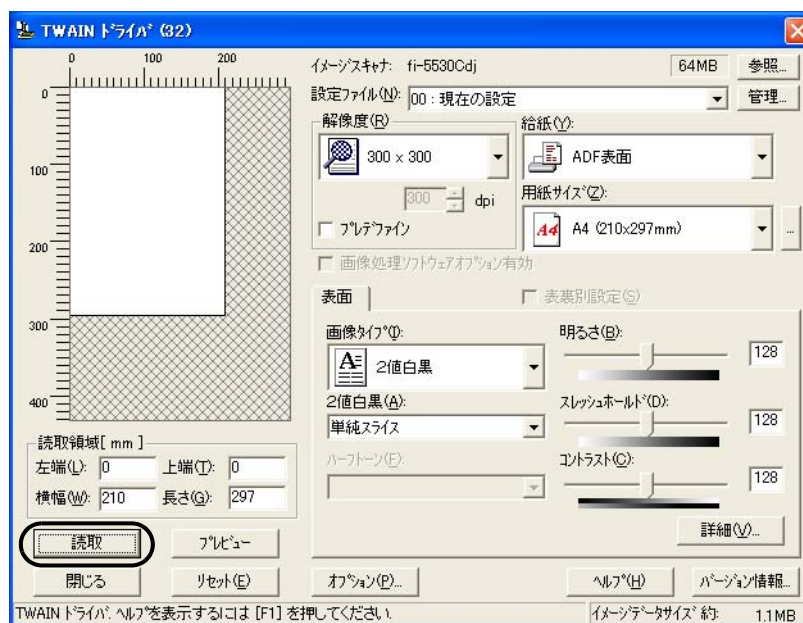 TWAIN ドライバ (32)
0 100 200
0
100
200
300
400
イメージスキャナ: fi-5530Cdj 64MB 参照...
設定ファイル(N): 00 : 現在の設定 管理...
解像度(R)
300 x 300
300 dpi
プレデファイン
給紙(Y):
ADF表面
用紙サイズ(Z):
A4 A4 (210x297mm) ...
画像処理ソフトウェアオプション有効
表面
表裏別設定(S)
画像タイプ(I):
A 2値白黒
2値白黒(A):
単純スライス
ハーフトーン(F):
明るさ(B):
128
スレッシュホールド(D):
128
コントラスト(C):
128
詳細(V)...
読取領域[ mm ]
左端(L): 0 上端(T): 0
横幅(W): 210 長さ(G): 297
読取 プレビュー
閉じる リセット(E) オプション(P)... ヘルプ(H) バージョン情報...
TWAIN ドライバ. ヘルプを表示するには [F1] を押してください. イメージデータサイズ 約: 1.1MB